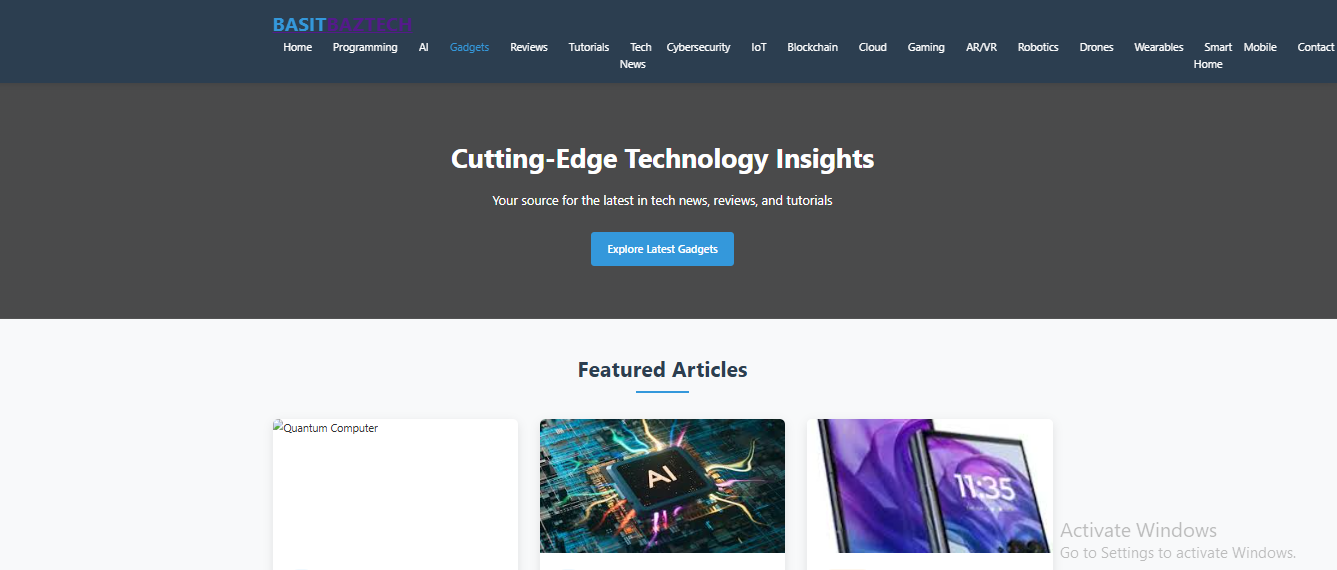 BASITRAZTECH
Home Programming AI Gadgets Reviews Tutorials Tech News Cybersecurity IoT Blockchain Cloud Gaming AR/VR Robotics Drones Wearables Smart Home Mobile Contact
Cutting-Edge Technology Insights
Your source for the latest in tech news, reviews, and tutorials
Explore Latest Gadgets
Featured Articles
Quantum Computer
AI
11:35
Activate Windows
Go to Settings to activate Windows.